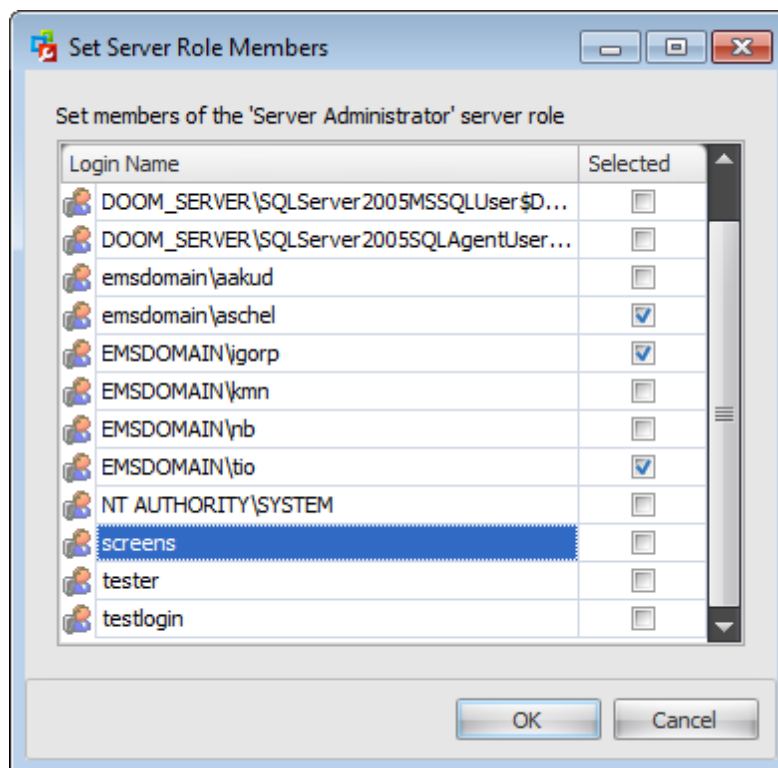 Set Server Role Members
Set members of the 'Server Administrator' server role
Login Name Selected
DOOM_SERVER\SQLServer2005MSSQLUser$D...
DOOM_SERVER\SQLServer2005SQLAgentUser...
emsdomain\aakud
emsdomain\aschel
EMSDOMAIN\igorp
EMSDOMAIN\kmn
EMSDOMAIN\nb
EMSDOMAIN\tio
NT AUTHORITY\SYSTEM
screens
tester
testlogin
OK Cancel